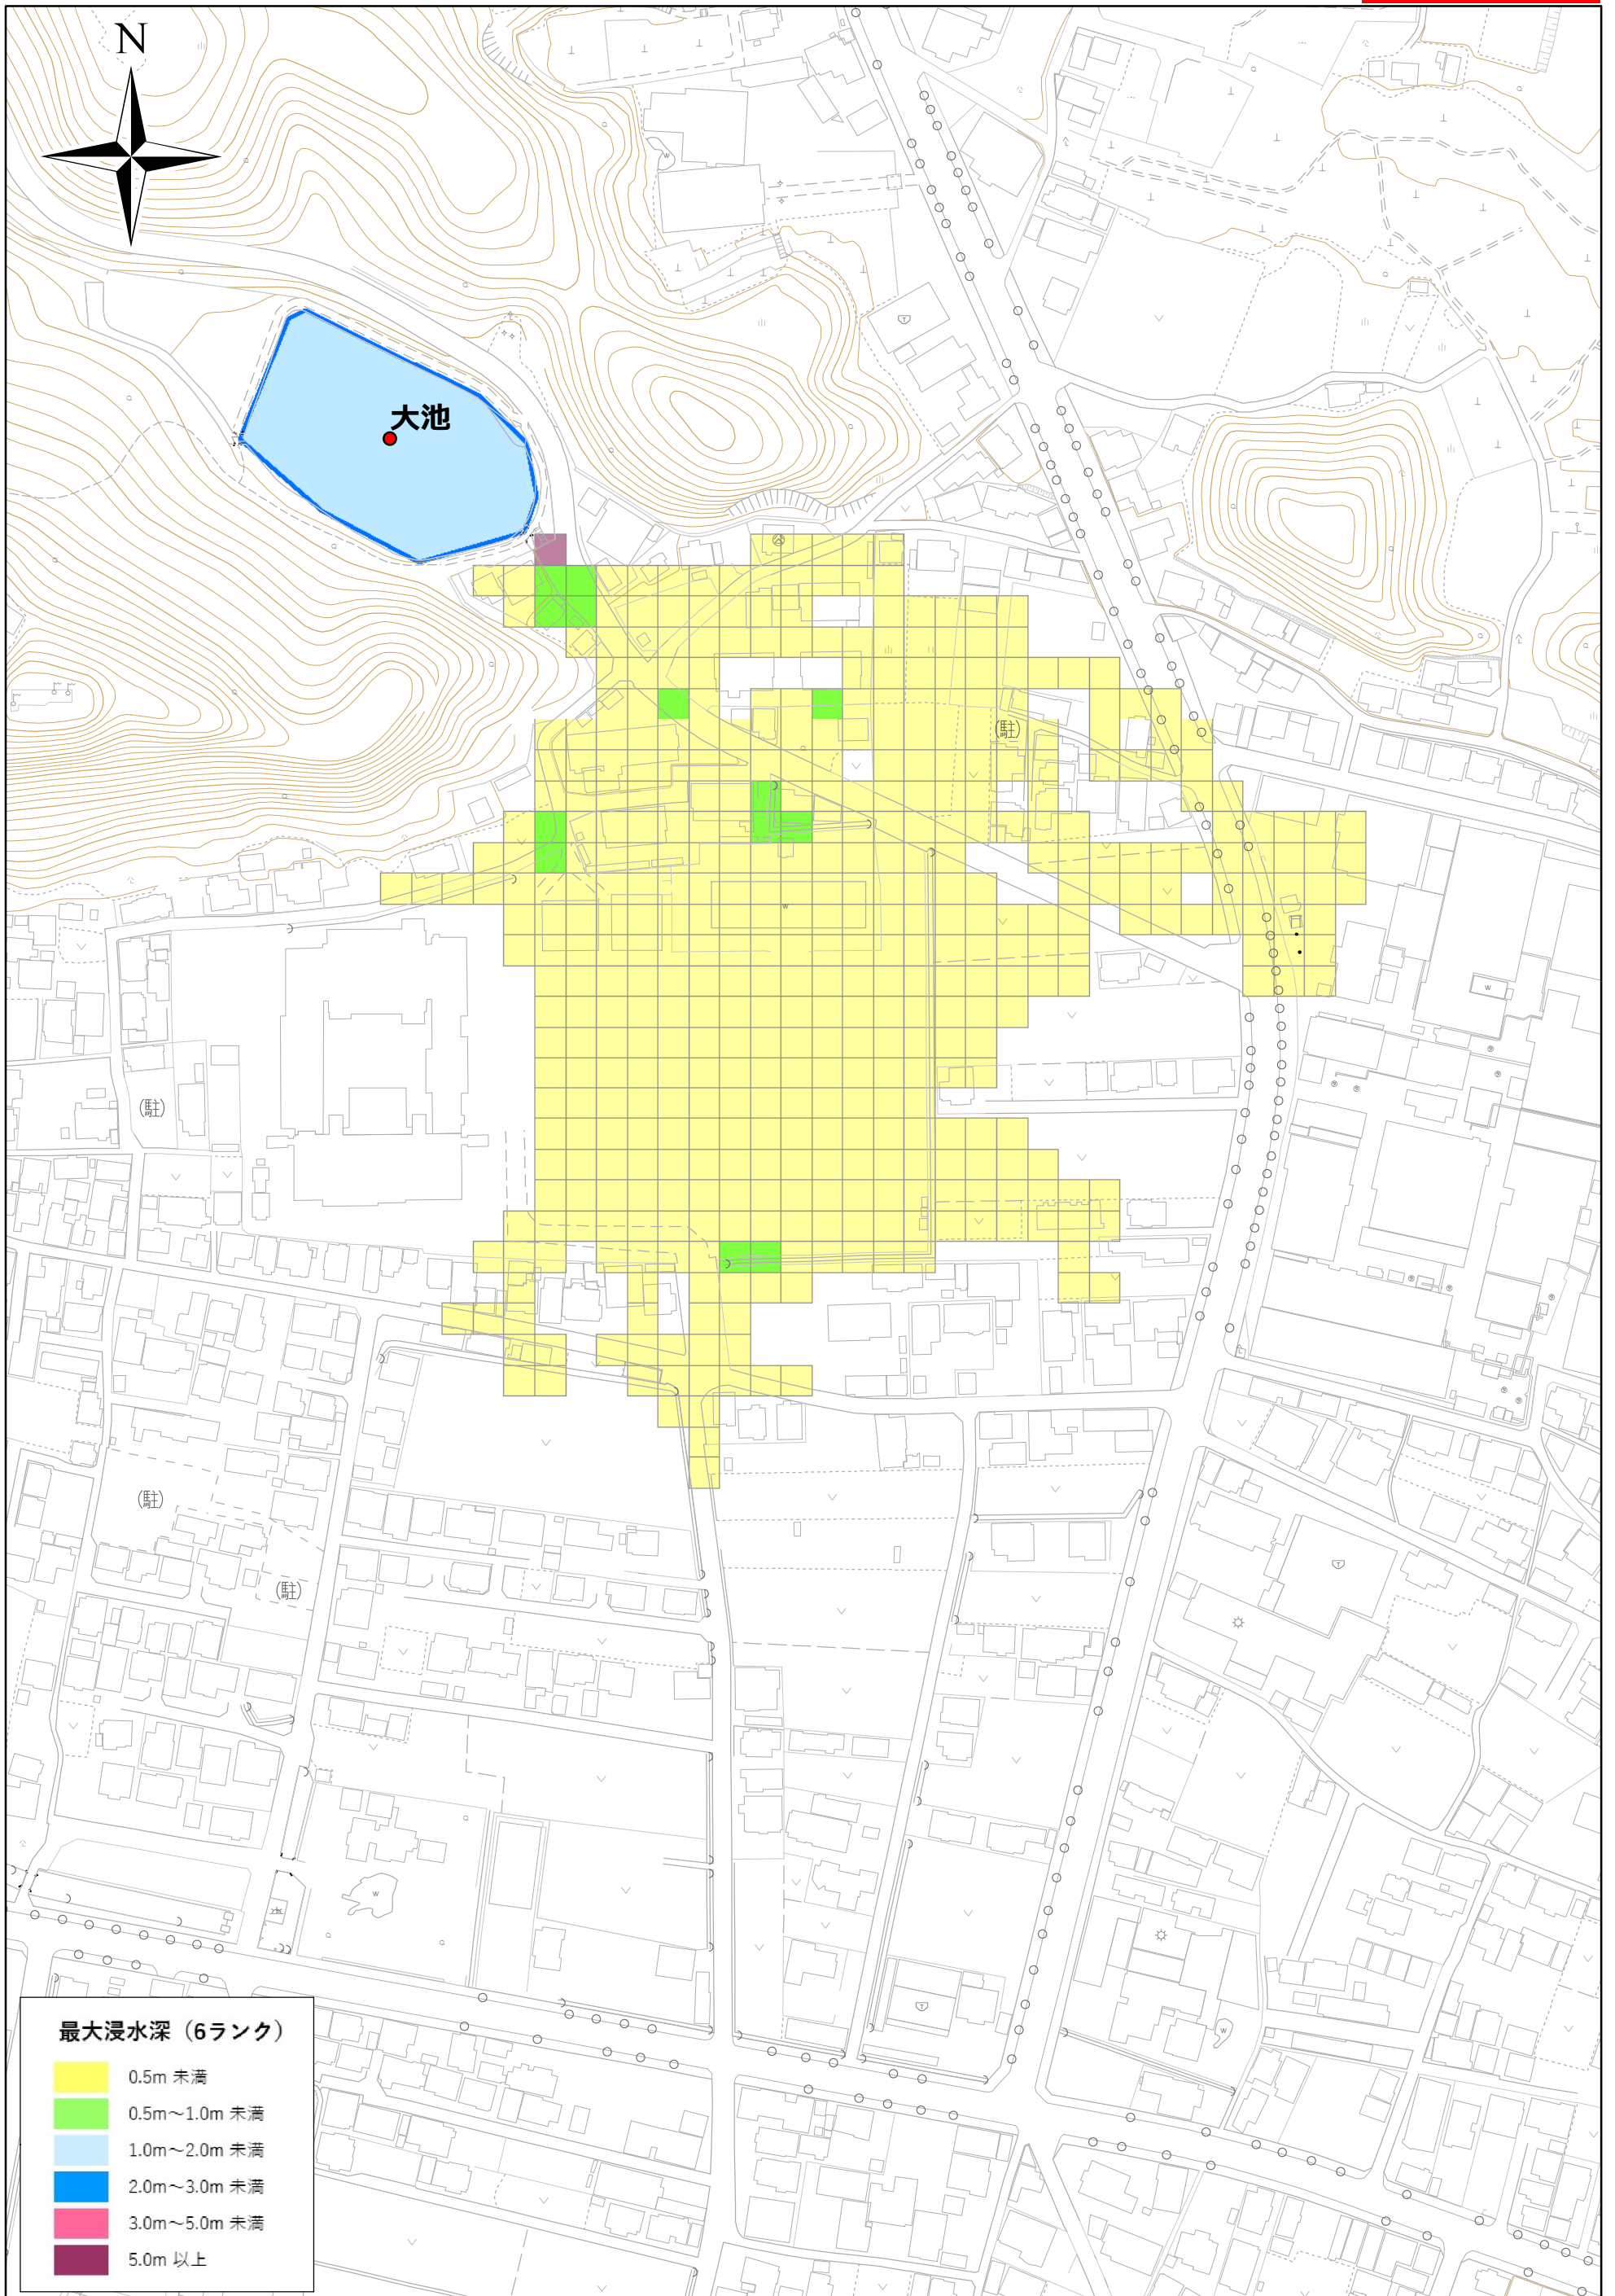 N
大池
(駐)
(駐)
(駐)
(駐)
最大浸水深（6ランク）
0.5m 未満
0.5m～1.0m 未満
1.0m～2.0m 未満
2.0m～3.0m 未満
3.0m～5.0m 未満
5.0m 以上